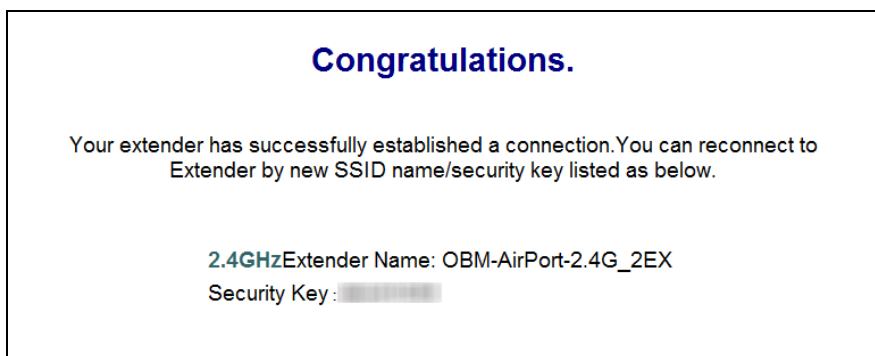 Congratulations.
Your extender has successfully established a connection.You can reconnect to
Extender by new SSID name/security key listed as below.
2.4GHzExtender Name: OBM-AirPort-2.4G_2EX
Security Key: